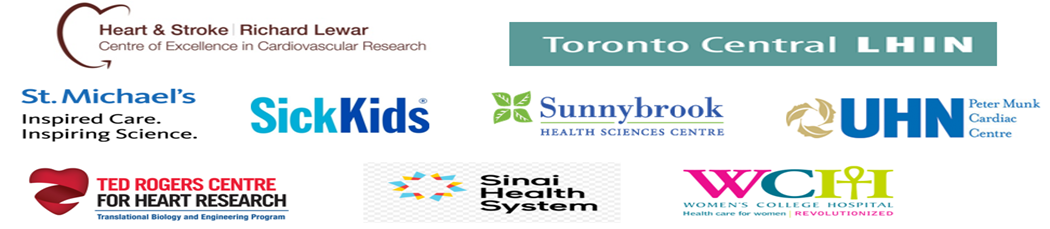 Heart & Stroke | Richard Lewar
Centre of Excellence in Cardiovascular Research
Toronto Central LHIN
St. Michael's
Inspired Care.
Inspiring Science.
SickKids®
Sunnybrook
HEALTH SCIENCES CENTRE
UHN
Peter Munk
Cardiac
Centre
TED ROGERS CENTRE
FOR HEART RESEARCH
Translational Biology and Engineering Program
Sinai
Health
System
WCH
WOMEN'S COLLEGE HOSPITAL
Health care for women | REVOLUTIONIZED